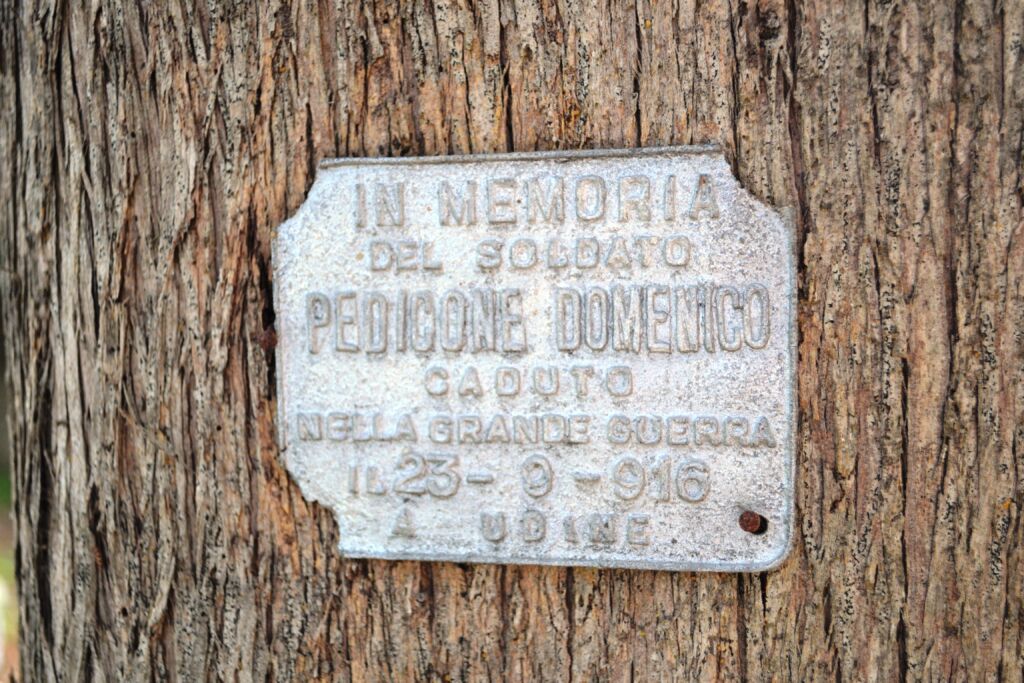 IN MEMORIA
DEL SOLDATO
PEDICONE DOMENICO
CADUTO
NELLA GRANDE GUERRA
IL 23 - 9 - 916
A UDINE